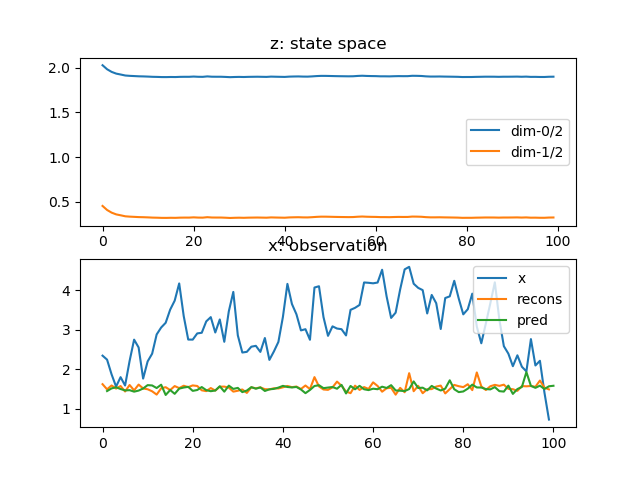 z: state space
2.0
1.5
1.0
0.5
dim-0/2
dim-1/2
0 20 40 60 80 100
x: observation
4
3
2
1
x
recons
pred
0 20 40 60 80 100